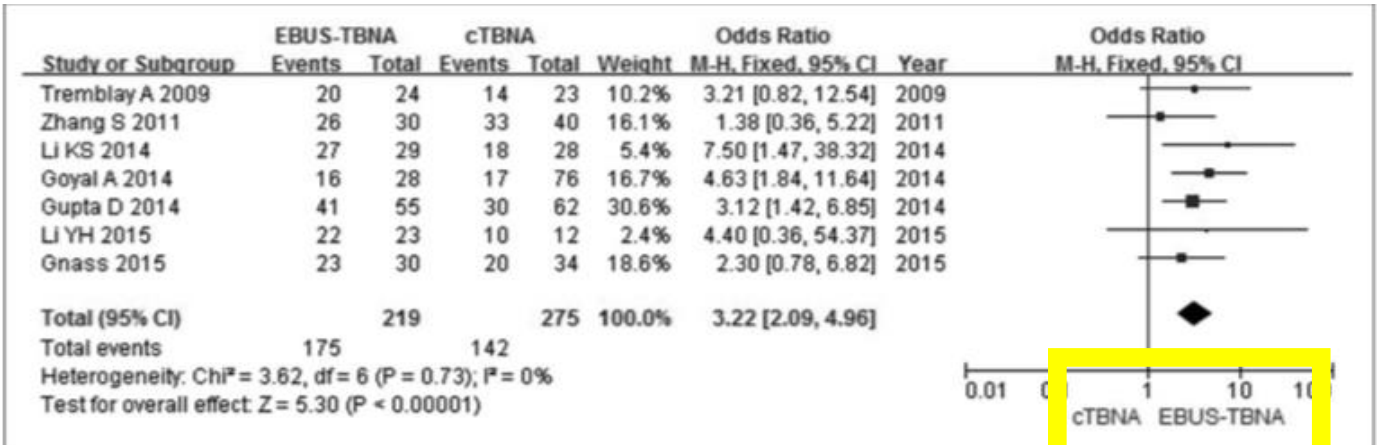 EBUS-TBNA cTBNA Odds Ratio Odds Ratio
Study or Subgroup Events Total Events Total Weight M-H, Fixed, 95% CI Year M-H, Fixed, 95% CI
Tremblay A 2009 20 24 14 23 10.2% 3.21 [0.82, 12.54] 2009
Zhang S 2011 26 30 33 40 16.1% 1.38 [0.36, 5.22] 2011
Li KS 2014 27 29 18 28 5.4% 7.50 [1.47, 38.32] 2014
Goyal A 2014 16 28 17 76 16.7% 4.63 [1.84, 11.64] 2014
Gupta D 2014 41 55 30 62 30.6% 3.12 [1.42, 6.85] 2014
Li YH 2015 22 23 10 12 2.4% 4.40 [0.36, 54.37] 2015
Gnass 2015 23 30 20 34 18.6% 2.30 [0.78, 6.82] 2015
Total (95% CI) 219 275 100.0% 3.22 [2.09, 4.96]
Total events 175 142
Heterogeneity: Chi² = 3.62, df = 6 (P = 0.73); I² = 0%
Test for overall effect: Z = 5.30 (P < 0.00001)
0.01 1 10
cTBNA EBUS-TBNA